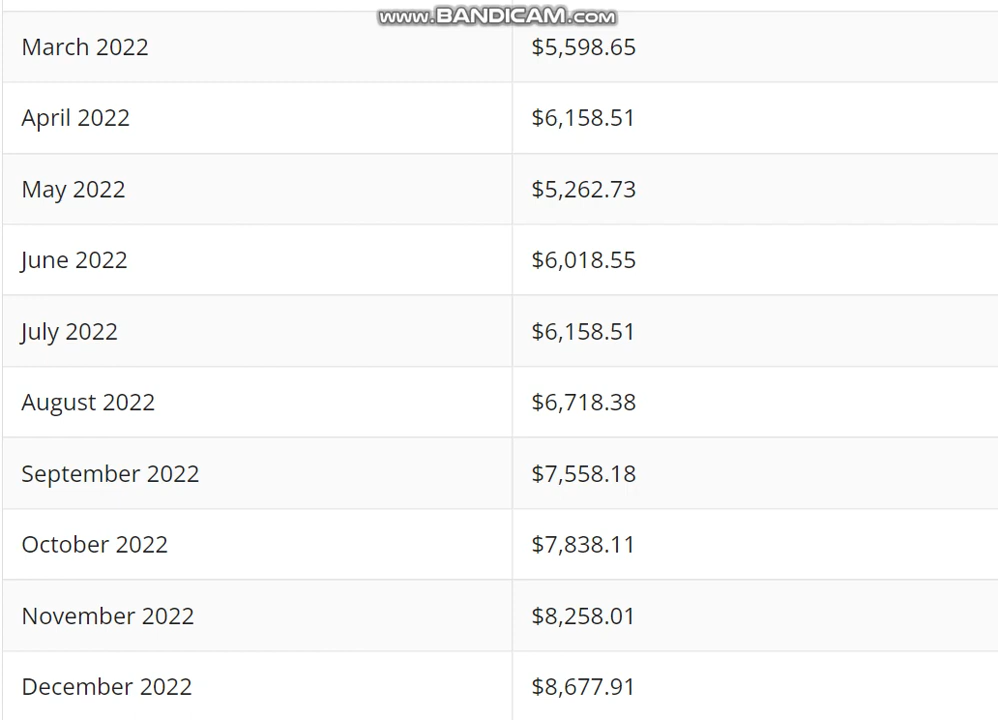 www.BANDICAM.com
March 2022 $5,598.65
April 2022 $6,158.51
May 2022 $5,262.73
June 2022 $6,018.55
July 2022 $6,158.51
August 2022 $6,718.38
September 2022 $7,558.18
October 2022 $7,838.11
November 2022 $8,258.01
December 2022 $8,677.91